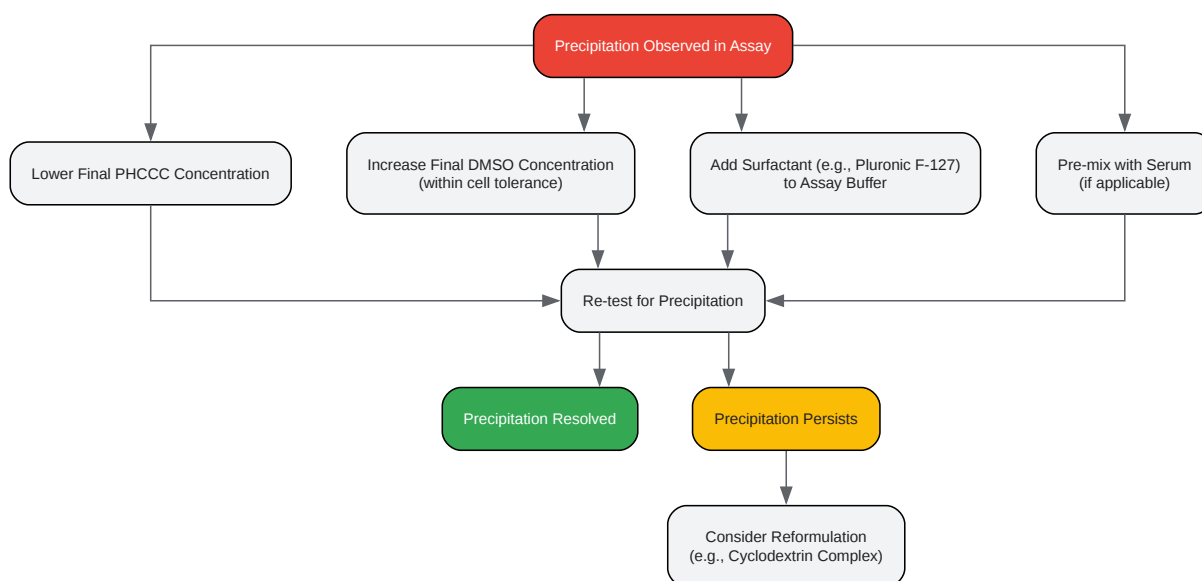 Precipitation Observed in Assay
Lower Final PHCCC Concentration
Increase Final DMSO Concentration
(within cell tolerance)
Add Surfactant (e.g., Pluronic F-127)
to Assay Buffer
Pre-mix with Serum
(if applicable)
Re-test for Precipitation
Precipitation Resolved
Precipitation Persists
Consider Reformulation
(e.g., Cyclodextrin Complex)